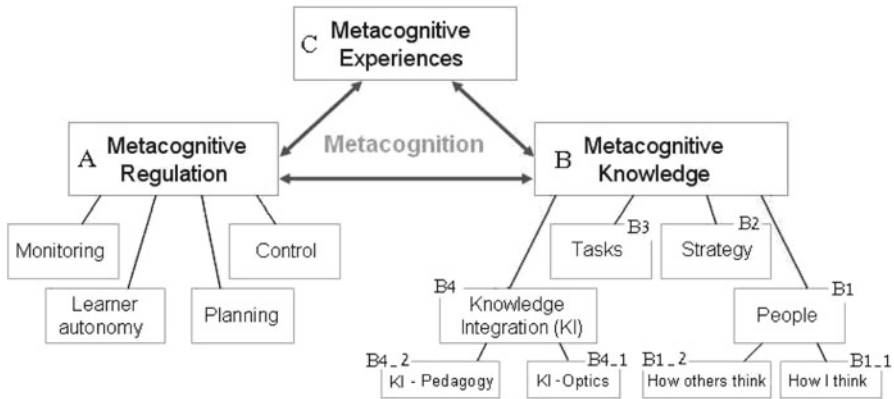 C Metacognitive
Experiences
Metacognition
A Metacognitive
Regulation
B Metacognitive
Knowledge
Monitoring
Control
Learner
autonomy
Planning
B3
Tasks
B2
Strategy
B4
Knowledge
Integration (KI)
B1
People
B4_2
KI - Pedagogy
B4_1
KI -Optics
B1_2
How others think
B1_1
How I think